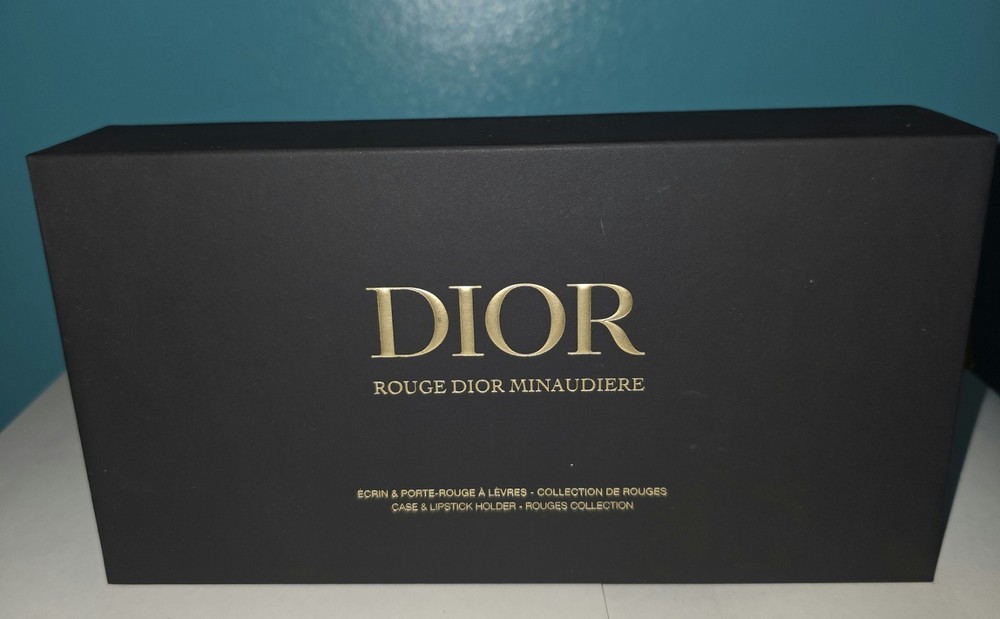 DIOR
ROUGE DIOR MINAUDIERE
ÉCRIN & PORTE-ROUGE À LÈVRES - COLLECTION DE ROUGES
CASE & LIPSTICK HOLDER - ROUGES COLLECTION